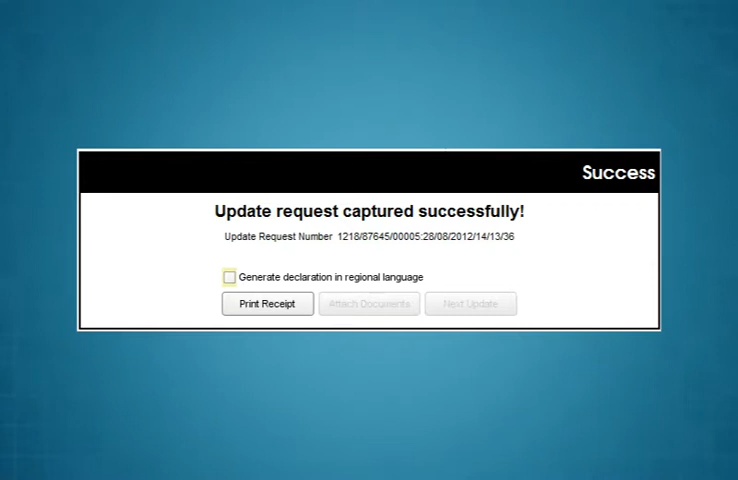 Success
Update request captured successfully!
Update Request Number 1218/87645/00005:28/08/2012/14/13/36
Generate declaration in regional language
Print Receipt Attach Documents Next Update